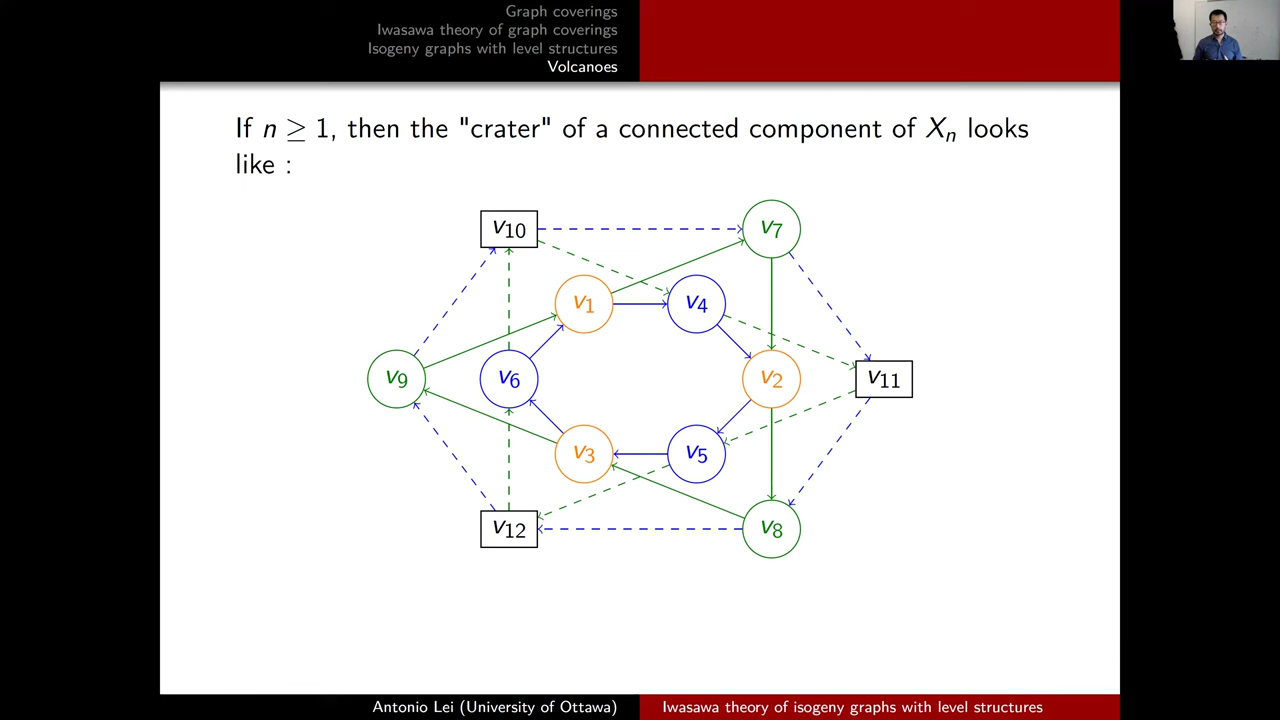 Graph coverings
Iwasawa theory of graph coverings
Isogeny graphs with level structures
Volcanoes
If n ≥ 1, then the "crater" of a connected component of Xₙ looks
like :
v₁₀
v₇
v₁
v₄
v₉
v₆
v₂
v₁₁
v₃
v₅
v₁₂
v₈
Antonio Lei (University of Ottawa)
Iwasawa theory of isogeny graphs with level structures